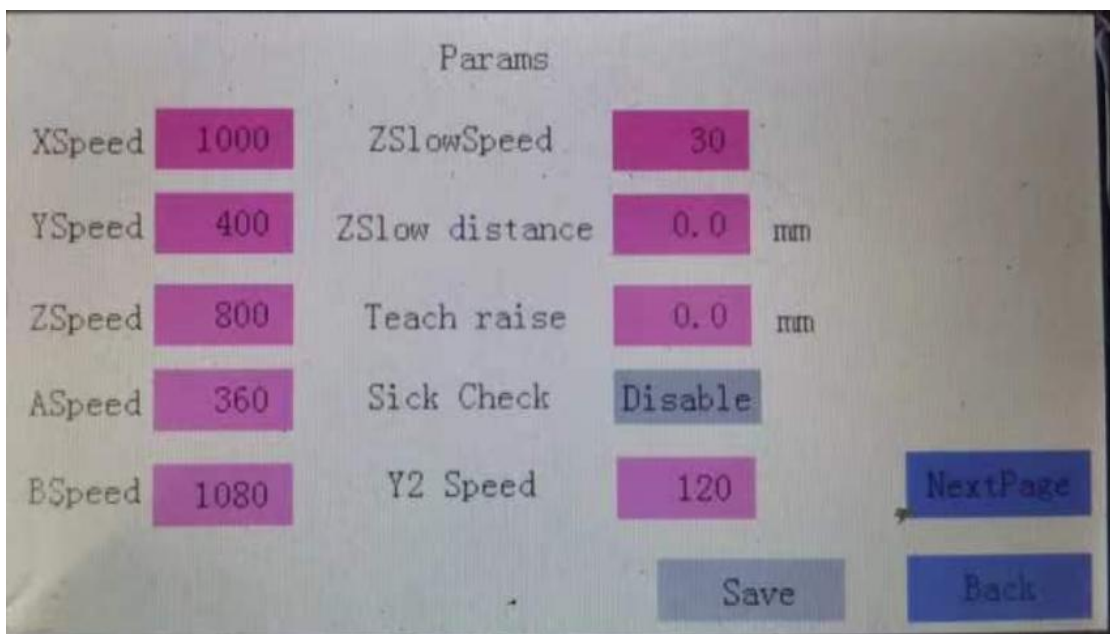 Params
XSpeed 1000 ZSlowSpeed 30
YSpeed 400 ZSlow distance 0.0 mm
ZSpeed 800 Teach raise 0.0 mm
ASpeed 360 Sick Check Disable
BSpeed 1080 Y2 Speed 120 NextPage
Save Back